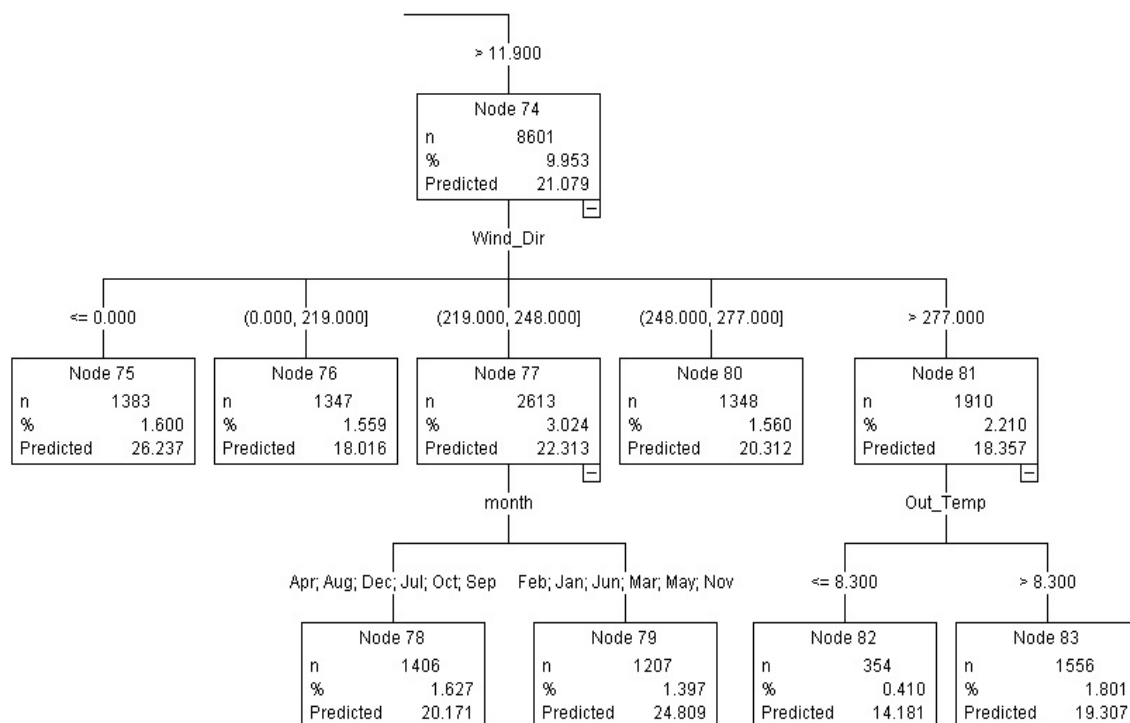 > 11.900
Node 74
n 8601
% 9.953
Predicted 21.079
Wind_Dir
<= 0.000 (0.000, 219.000] (219.000, 248.000] (248.000, 277.000] > 277.000
Node 75 Node 76 Node 77 Node 80 Node 81
n 1383 n 1347 n 2613 n 1348 n 1910
% 1.600 % 1.559 % 3.024 % 1.560 % 2.210
Predicted 26.237 Predicted 18.016 Predicted 22.313 Predicted 20.312 Predicted 18.357
month Out_Temp
Apr; Aug; Dec; Jul; Oct; Sep Feb; Jan; Jun; Mar; May; Nov <= 8.300 > 8.300
Node 78 Node 79 Node 82 Node 83
n 1406 n 1207 n 354 n 1556
% 1.627 % 1.397 % 0.410 % 1.801
Predicted 20.171 Predicted 24.809 Predicted 14.181 Predicted 19.307